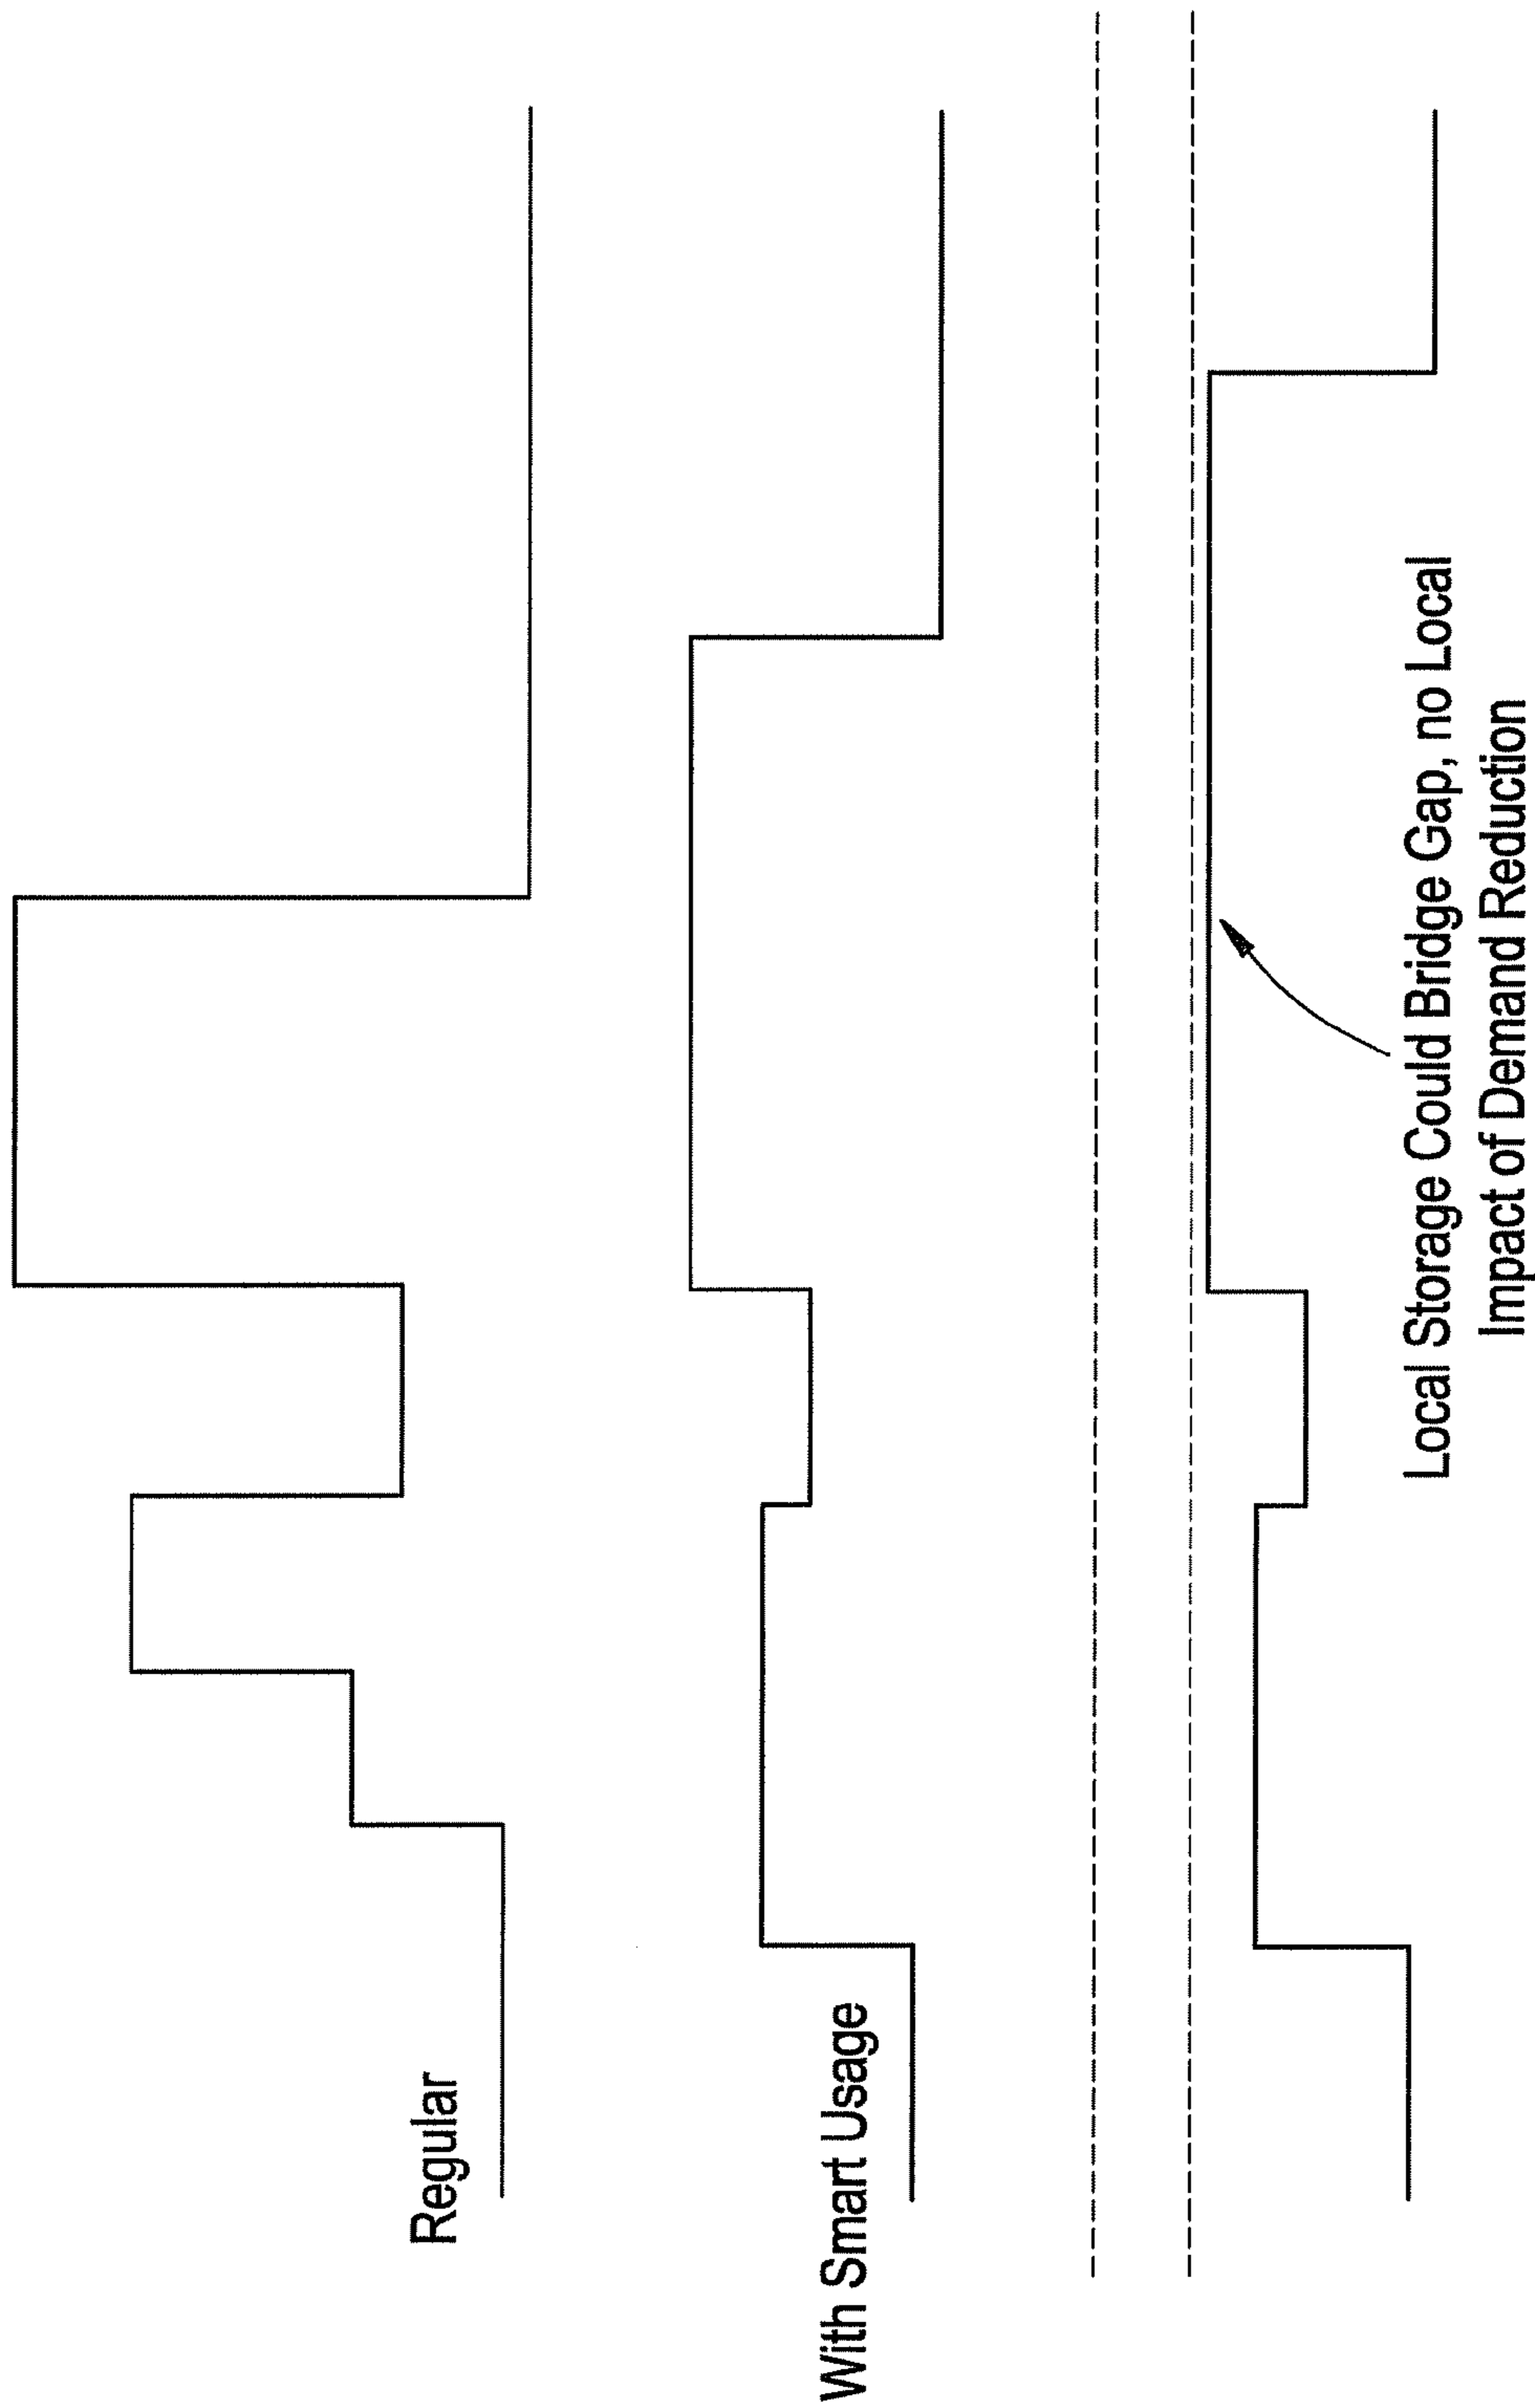 Regular
With Smart Usage
Local Storage Could Bridge Gap, no Local
Impact of Demand Reduction